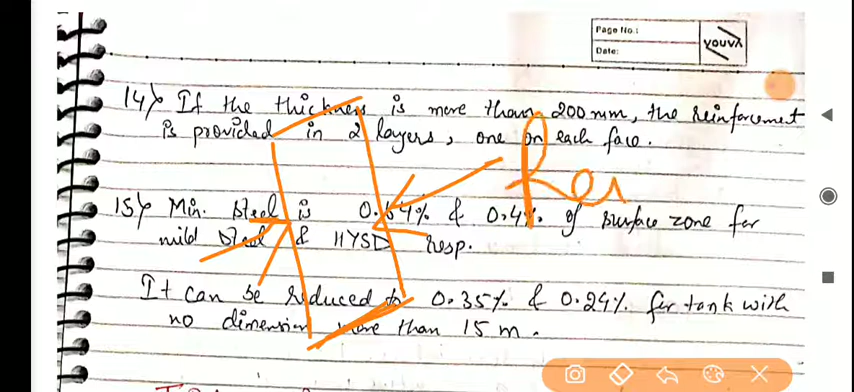 Page No.:
Date:
YOUVA
14) If the thickness is more than 200 mm, the reinforcement
is provided in 2 layers, one on each face.
15) Min. Steel is 0.64% & 0.4% of surface zone for
mild steel & HYSD resp.
It can be reduced to 0.35% & 0.24% for tank with
no dimension more than 15 m.